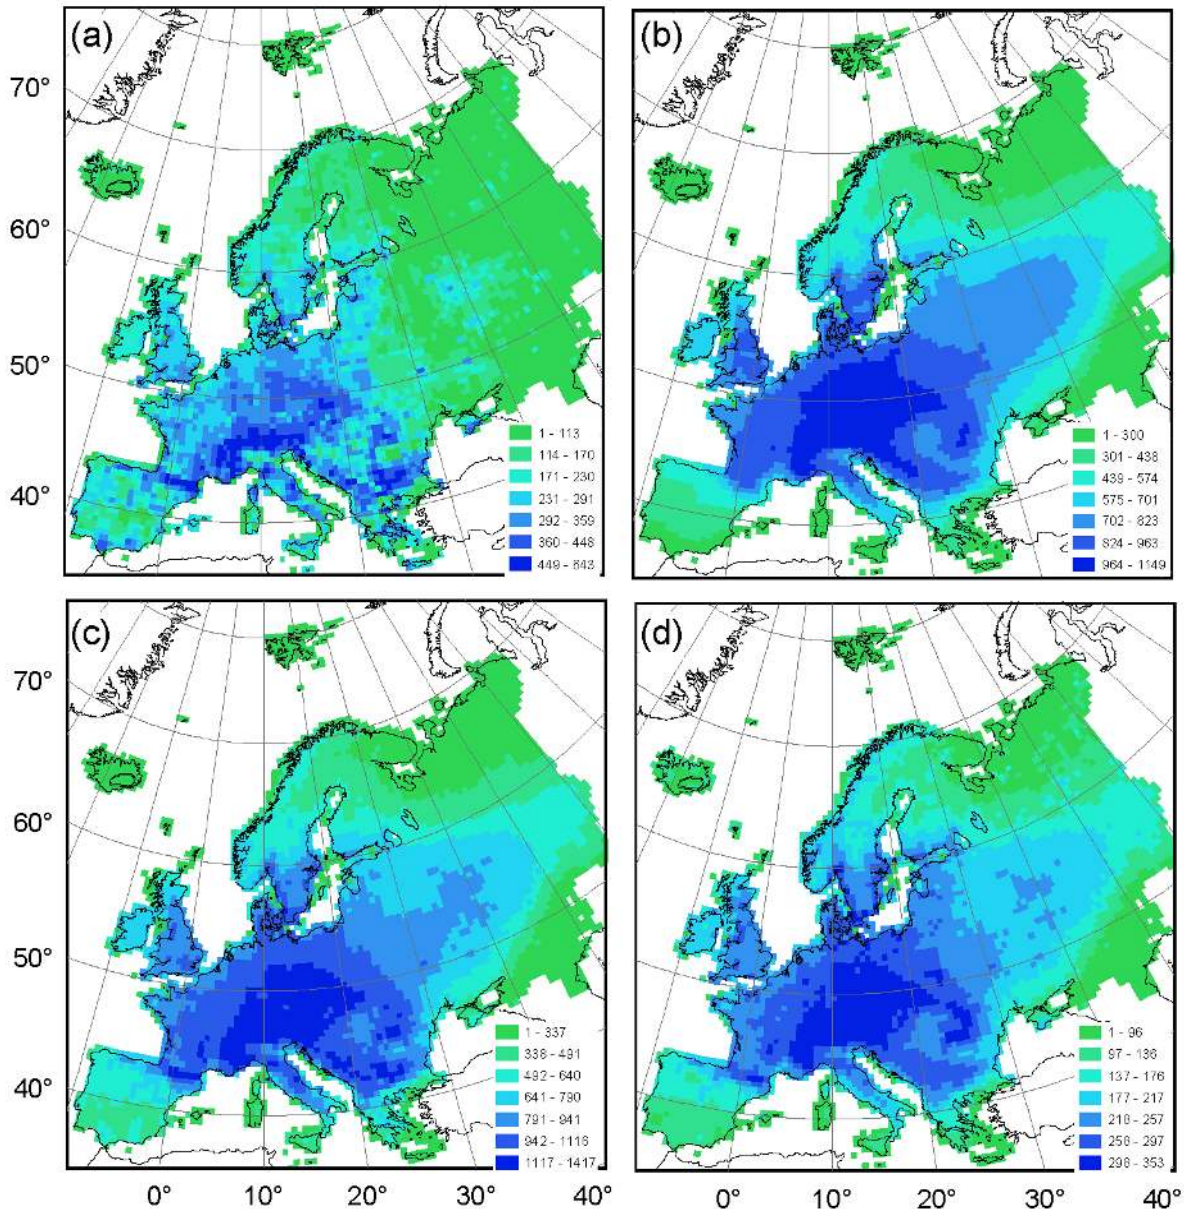 (a)
(b)
70°
60°
50°
40°
1 - 113
114 - 170
171 - 230
231 - 291
292 - 359
360 - 448
449 - 643
1 - 300
301 - 438
439 - 574
575 - 701
702 - 823
824 - 963
964 - 1149
(c)
(d)
70°
60°
50°
40°
1 - 337
338 - 491
492 - 640
641 - 790
791 - 941
942 - 1116
1117 - 1417
1 - 96
97 - 136
137 - 176
177 - 217
218 - 257
258 - 297
298 - 353
0° 10° 20° 30° 40°
0° 10° 20° 30° 40°